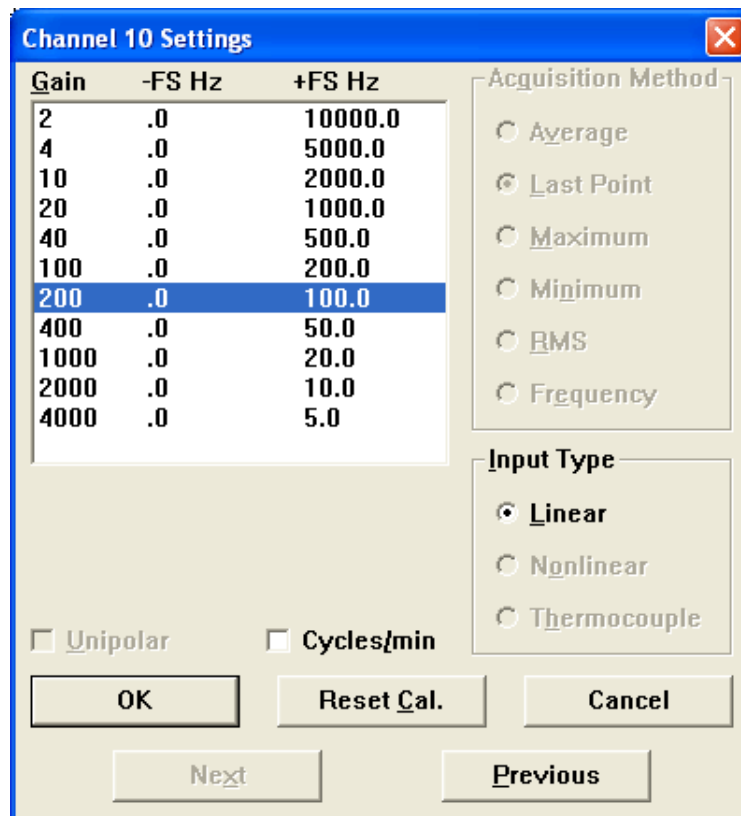 Channel 10 Settings
Gain -FS Hz +FS Hz
2 .0 10000.0
4 .0 5000.0
10 .0 2000.0
20 .0 1000.0
40 .0 500.0
100 .0 200.0
200 .0 100.0
400 .0 50.0
1000 .0 20.0
2000 .0 10.0
4000 .0 5.0
Acquisition Method
Average
Last Point
Maximum
Minimum
RMS
Frequency
Input Type
Linear
Nonlinear
Thermocouple
Unipolar
Cycles/min
OK
Reset Cal.
Cancel
Next
Previous